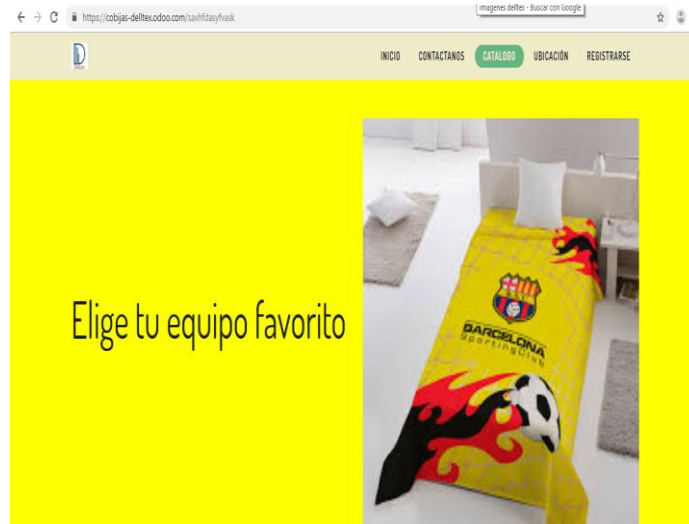 imagenes delltex - Buscar con Google
https://cobijas-delltex.odoo.com/savhfdasyfvask
INICIO CONTACTANOS CATALOGO UBICACIÓN REGISTRARSE
Elige tu equipo favorito
BARCELONA
Sporting Club